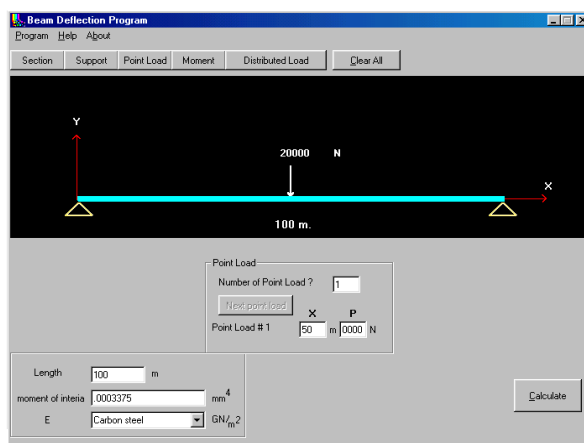 Beam Deflection Program
Program Help About
Section Support Point Load Moment Distributed Load Clear All
Y
20000 N
X
100 m.
Point Load
Number of Point Load ? 1
Next point load
X P
Point Load # 1 50 m 0000 N
Length 100 m
moment of interia .0003375 mm4
E Carbon steel GN/m2
Calculate